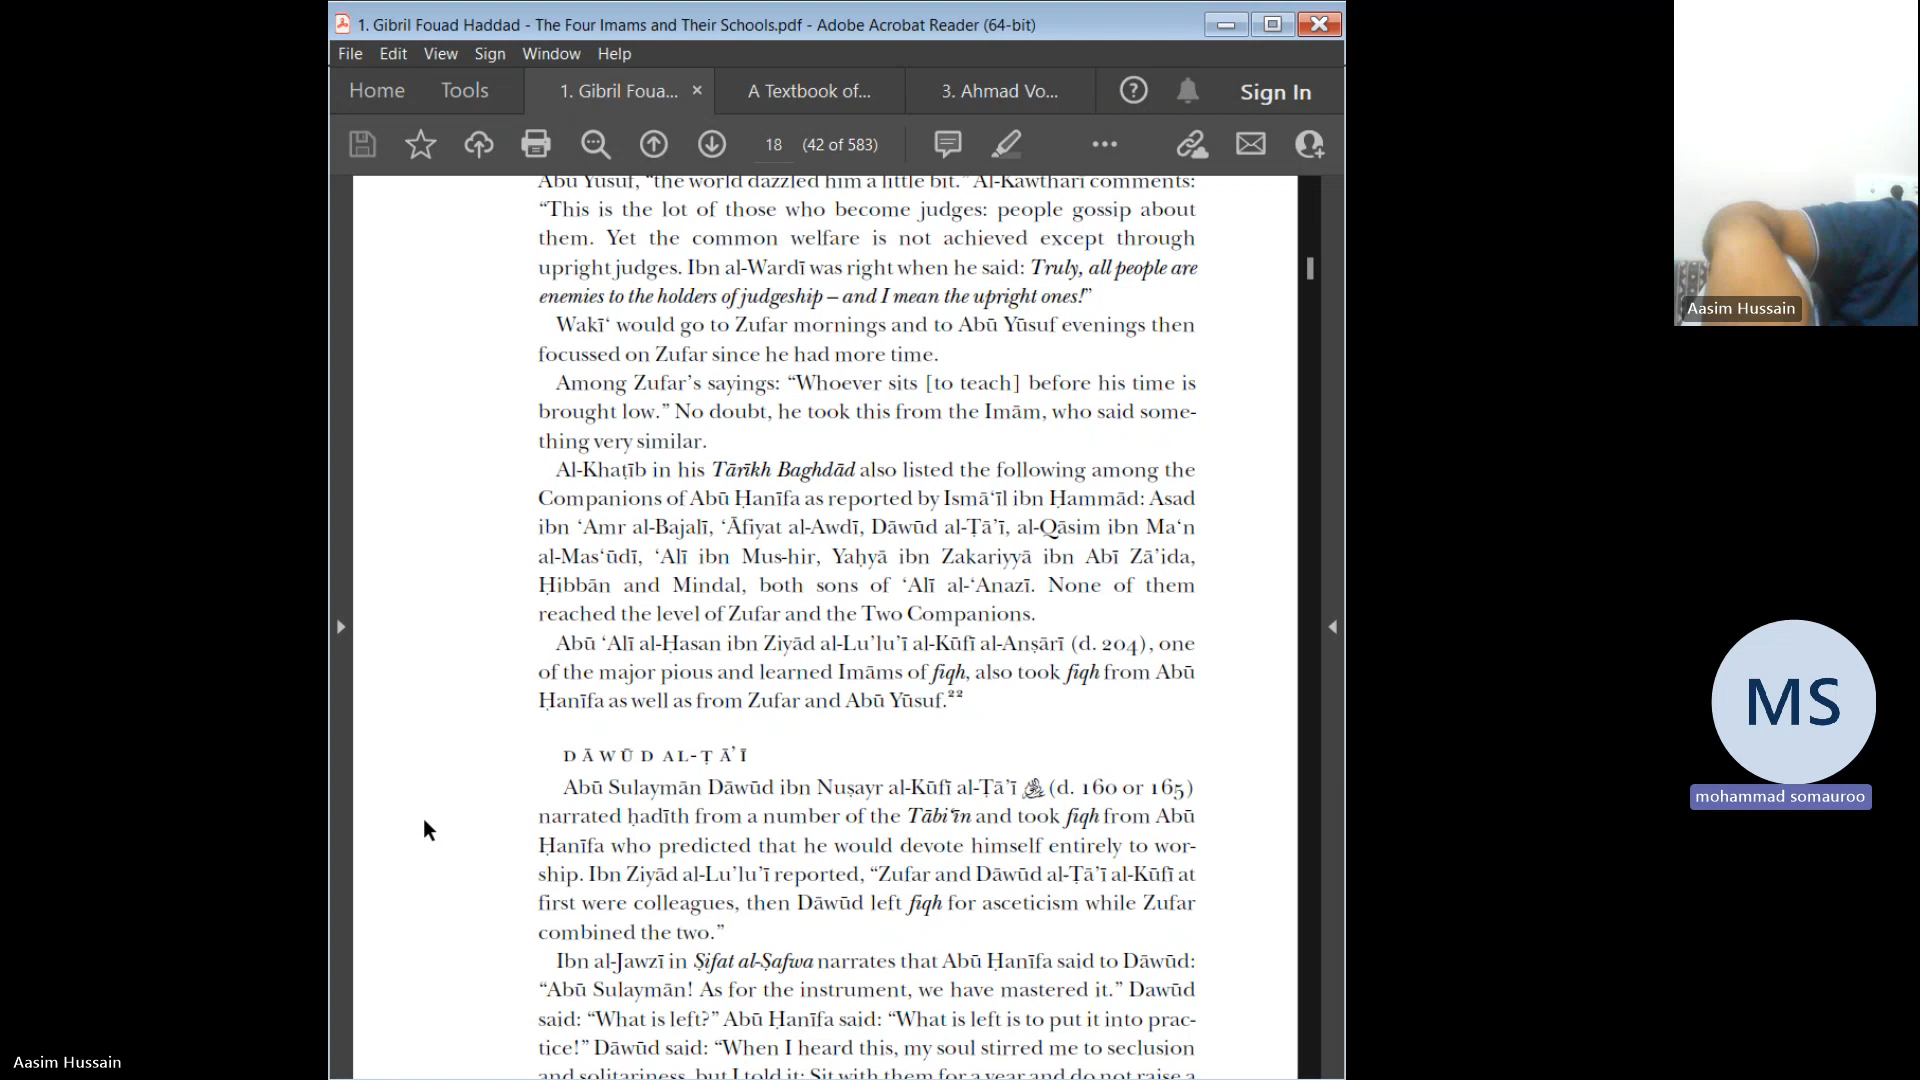 1. Gibril Fouad Haddad - The Four Imams and Their Schools.pdf - Adobe Acrobat Reader (64-bit)
File Edit View Sign Window Help
Home Tools 1. Gibril Foua... × A Textbook of... 3. Ahmad Vo... Sign In
18 (42 of 583)
Abū Yūsuf, “the world dazzled him a little bit.” Al-Kawtharī comments:
“This is the lot of those who become judges: people gossip about
them. Yet the common welfare is not achieved except through
upright judges. Ibn al-Wardī was right when he said: Truly, all people are
enemies to the holders of judgeship – and I mean the upright ones!”
Wakī‘ would go to Zufar mornings and to Abū Yūsuf evenings then
focussed on Zufar since he had more time.
Among Zufar’s sayings: “Whoever sits [to teach] before his time is
brought low.” No doubt, he took this from the Imām, who said some-
thing very similar.
Al-Khaṭīb in his Tārīkh Baghdād also listed the following among the
Companions of Abū Ḥanīfa as reported by Ismā‘īl ibn Ḥammād: Asad
ibn ‘Amr al-Bajalī, ‘Āfiyat al-Awdī, Dāwūd al-Ṭā’ī, al-Qāsim ibn Ma‘n
al-Mas‘ūdī, ‘Alī ibn Mus-hir, Yaḥyā ibn Zakariyyā ibn Abī Zā’ida,
Ḥibbān and Mindal, both sons of ‘Alī al-‘Anazī. None of them
reached the level of Zufar and the Two Companions.
Abū ‘Alī al-Ḥasan ibn Ziyād al-Lu’lu’ī al-Kūfī al-Anṣārī (d. 204), one
of the major pious and learned Imāms of fiqh, also took fiqh from Abū
Ḥanīfa as well as from Zufar and Abū Yūsuf.²²
DĀWŪD AL-ṬĀ’Ī
Abū Sulaymān Dāwūd ibn Nuṣayr al-Kūfī al-Ṭā’ī (d. 160 or 165)
narrated ḥadīth from a number of the Tābi‘īn and took fiqh from Abū
Ḥanīfa who predicted that he would devote himself entirely to wor-
ship. Ibn Ziyād al-Lu’lu’ī reported, “Zufar and Dāwūd al-Ṭā’ī al-Kūfī at
first were colleagues, then Dāwūd left fiqh for asceticism while Zufar
combined the two.”
Ibn al-Jawzī in Ṣifat al-Ṣafwa narrates that Abū Ḥanīfa said to Dāwūd:
“Abū Sulaymān! As for the instrument, we have mastered it.” Dawūd
said: “What is left?” Abū Ḥanīfa said: “What is left is to put it into prac-
tice!” Dāwūd said: “When I heard this, my soul stirred me to seclusion
and solitariness, but I told it: Sit with them for a year and do not raise a
Aasim Hussain
MS
mohammad somauroo
Aasim Hussain